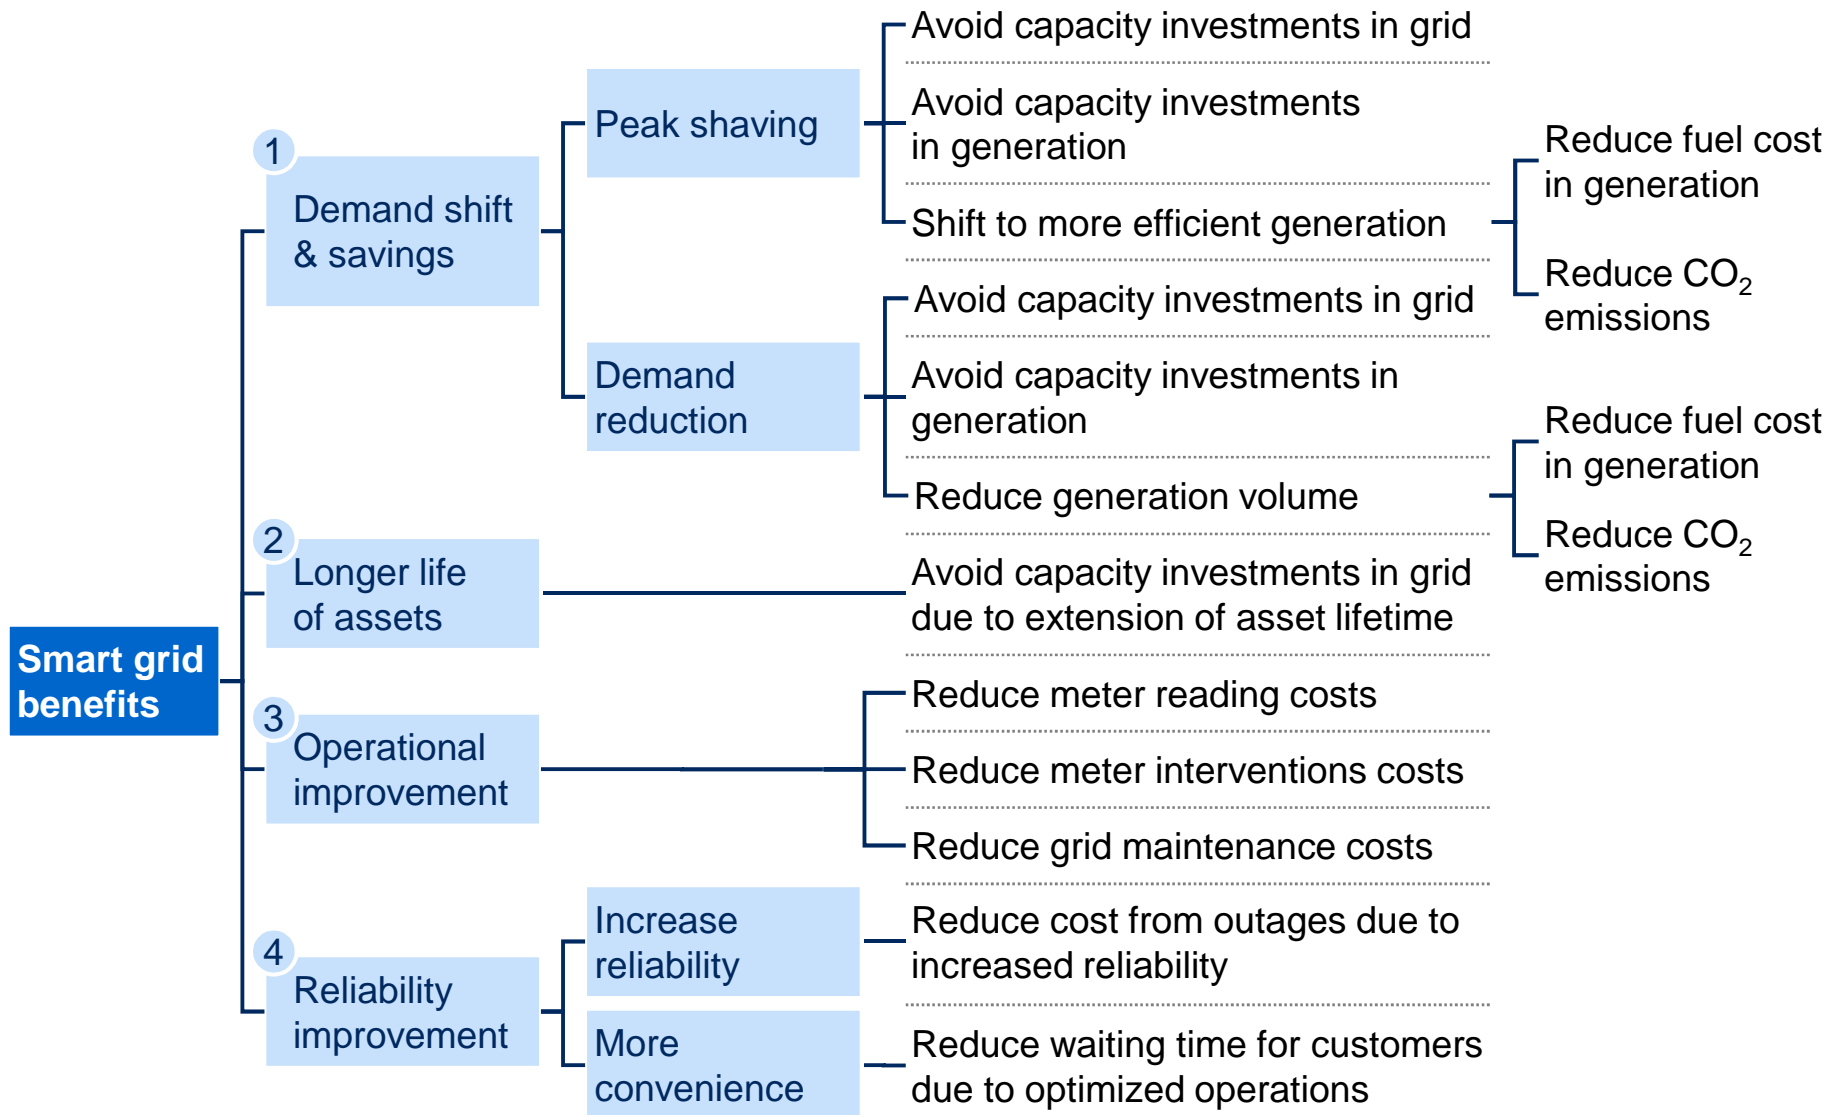 Smart grid
benefits
1
Demand shift
& savings
Peak shaving
Avoid capacity investments in grid
Avoid capacity investments
in generation
Shift to more efficient generation
Reduce fuel cost
in generation
Reduce CO₂
emissions
Demand
reduction
Avoid capacity investments in grid
Avoid capacity investments in
generation
Reduce generation volume
Reduce fuel cost
in generation
Reduce CO₂
emissions
2
Longer life
of assets
Avoid capacity investments in grid
due to extension of asset lifetime
3
Operational
improvement
Reduce meter reading costs
Reduce meter interventions costs
Reduce grid maintenance costs
4
Reliability
improvement
Increase
reliability
Reduce cost from outages due to
increased reliability
More
convenience
Reduce waiting time for customers
due to optimized operations